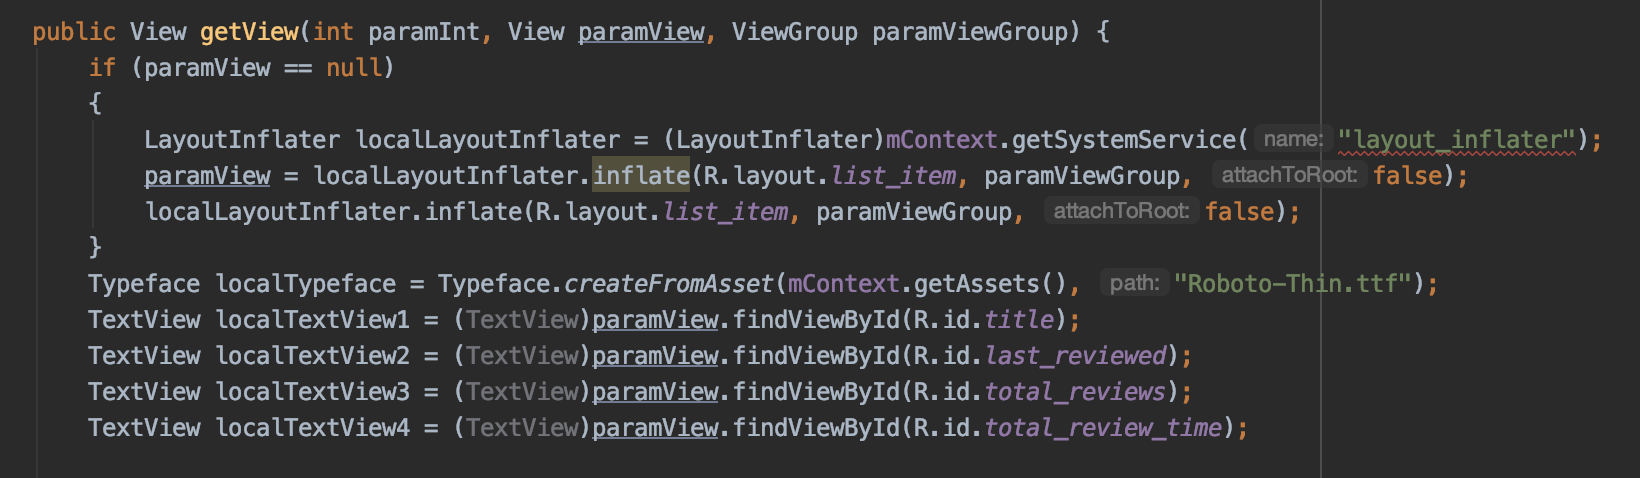 public View getView(int paramInt, View paramView, ViewGroup paramViewGroup) {
    if (paramView == null)
    {
        LayoutInflater localLayoutInflater = (LayoutInflater)mContext.getSystemService( name: "layout_inflater");
        paramView = localLayoutInflater.inflate(R.layout.list_item, paramViewGroup, attachToRoot: false);
        localLayoutInflater.inflate(R.layout.list_item, paramViewGroup, attachToRoot: false);
    }
    Typeface localTypeface = Typeface.createFromAsset(mContext.getAssets(), path: "Roboto-Thin.ttf");
    TextView localTextView1 = (TextView)paramView.findViewById(R.id.title);
    TextView localTextView2 = (TextView)paramView.findViewById(R.id.last_reviewed);
    TextView localTextView3 = (TextView)paramView.findViewById(R.id.total_reviews);
    TextView localTextView4 = (TextView)paramView.findViewById(R.id.total_review_time);